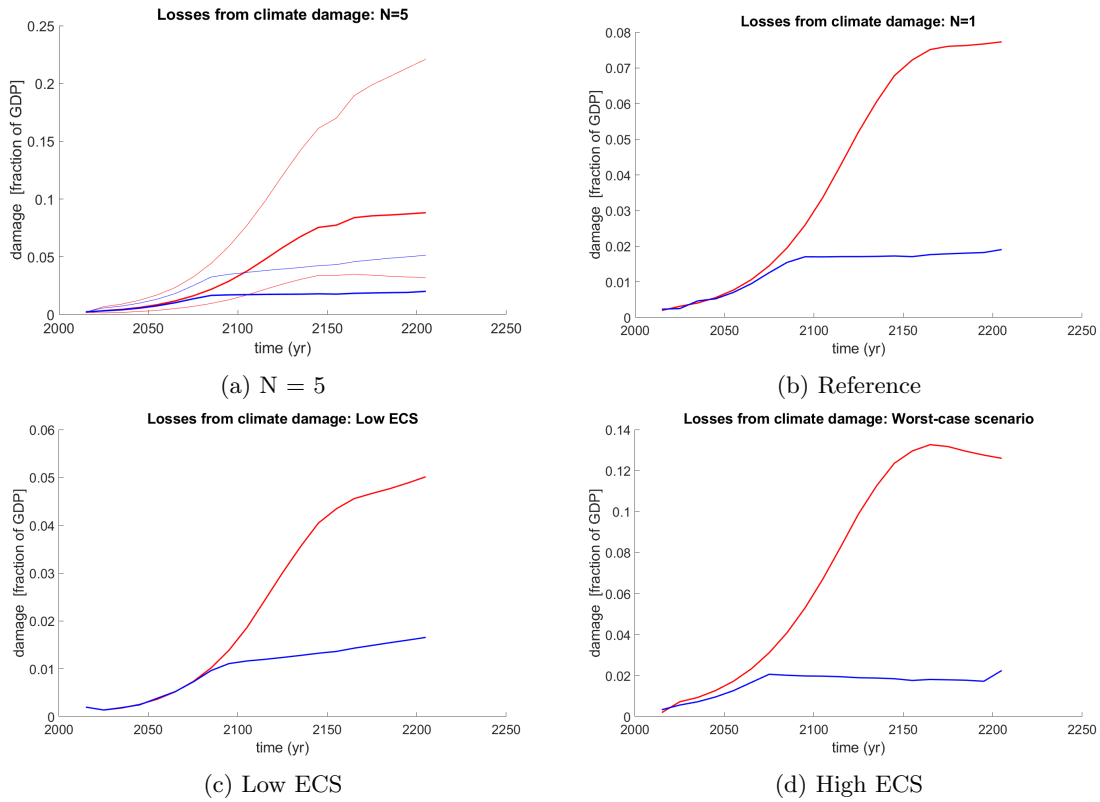 Losses from climate damage: N=5
0.25
0.2
0.15
0.1
0.05
0
damage [fraction of GDP]
2000 2050 2100 2150 2200 2250
time (yr)
(a) N = 5
Losses from climate damage: N=1
0.08
0.07
0.06
0.05
0.04
0.03
0.02
0.01
0
damage [fraction of GDP]
2000 2050 2100 2150 2200 2250
time (yr)
(b) Reference
Losses from climate damage: Low ECS
0.06
0.05
0.04
0.03
0.02
0.01
0
damage [fraction of GDP]
2000 2050 2100 2150 2200 2250
time (yr)
(c) Low ECS
Losses from climate damage: Worst-case scenario
0.14
0.12
0.1
0.08
0.06
0.04
0.02
0
damage [fraction of GDP]
2000 2050 2100 2150 2200 2250
time (yr)
(d) High ECS